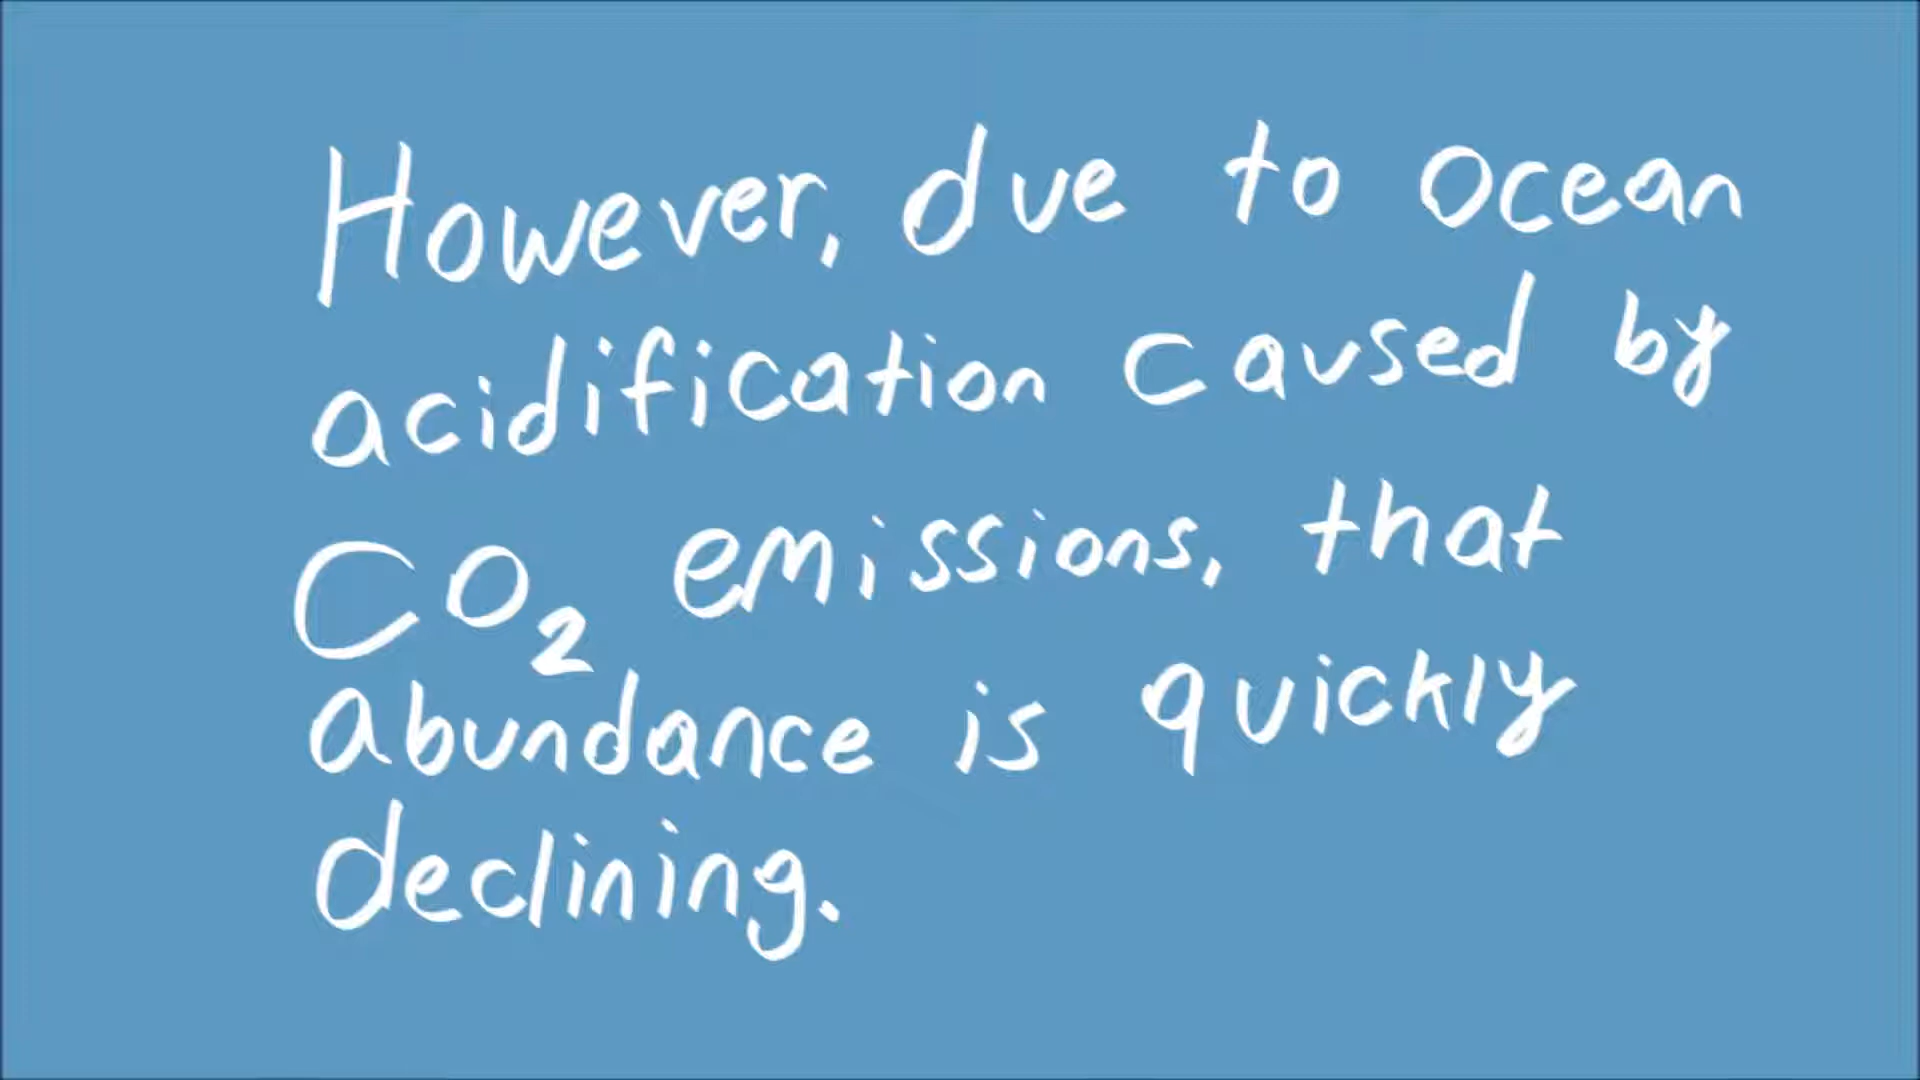 However, due to ocean
acidification caused by
CO₂ emissions, that
abundance is quickly
declining.